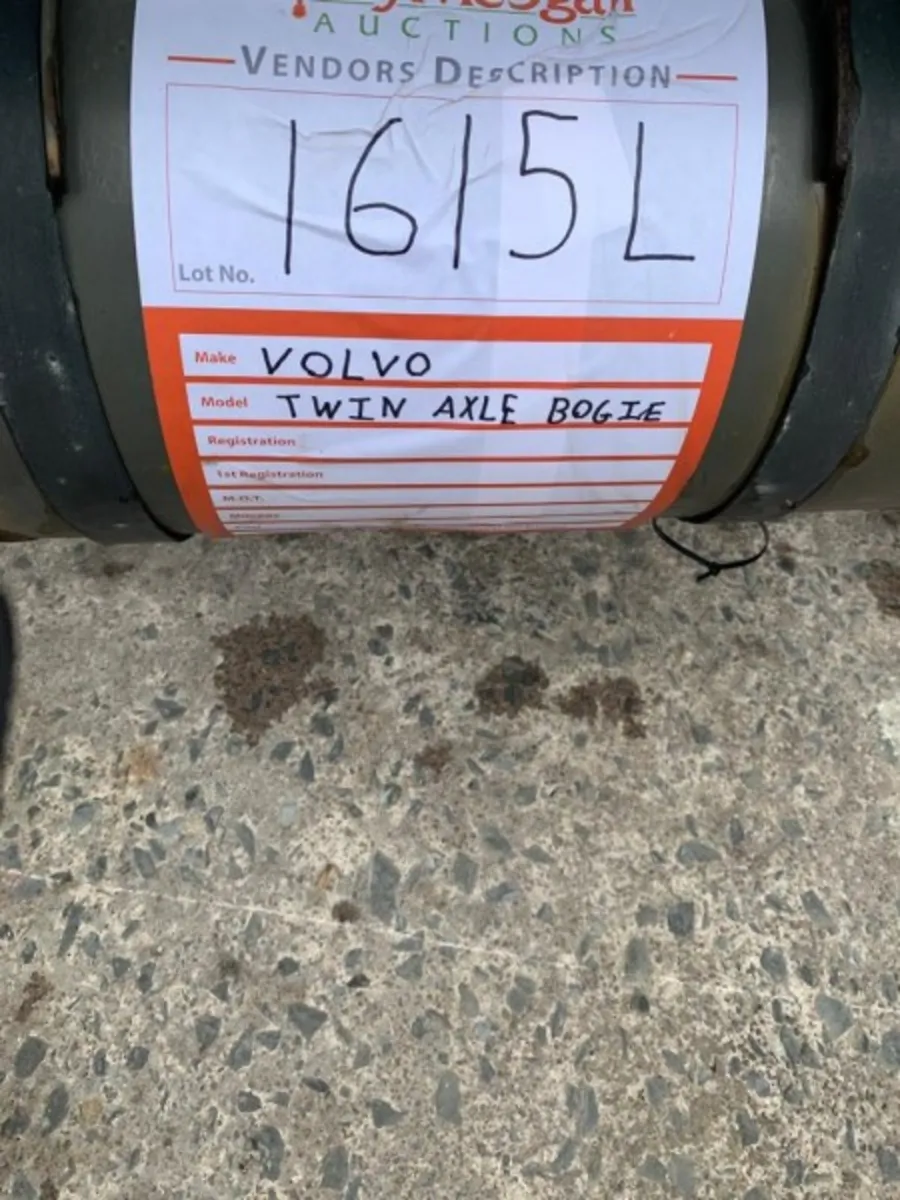 AUCTIONS
VENDORS DESCRIPTION
1615L
Lot No.
Make VOLVO
Model TWIN AXLE BOGIE
Registration
1st Registration
M.O.T.